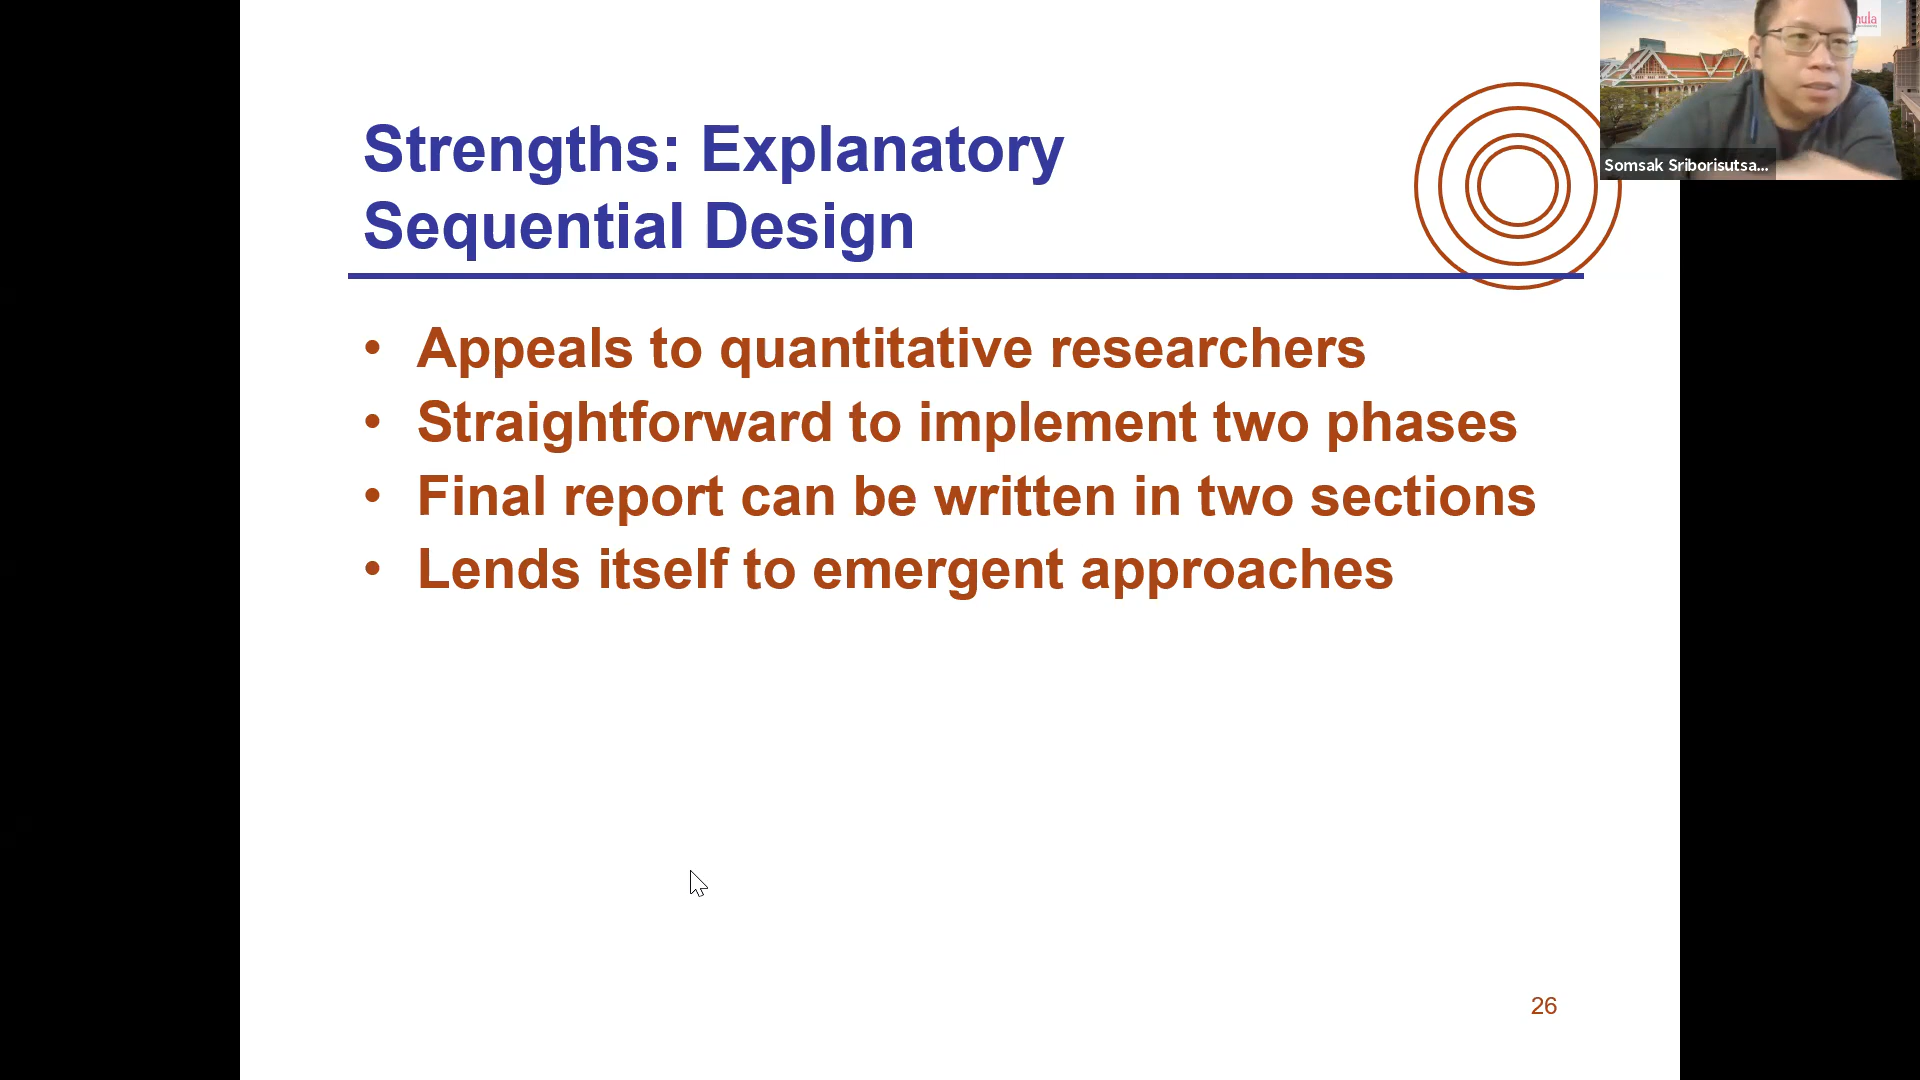 Strengths: Explanatory
Sequential Design
• Appeals to quantitative researchers
• Straightforward to implement two phases
• Final report can be written in two sections
• Lends itself to emergent approaches
26
Somsak Sriborisutsa...